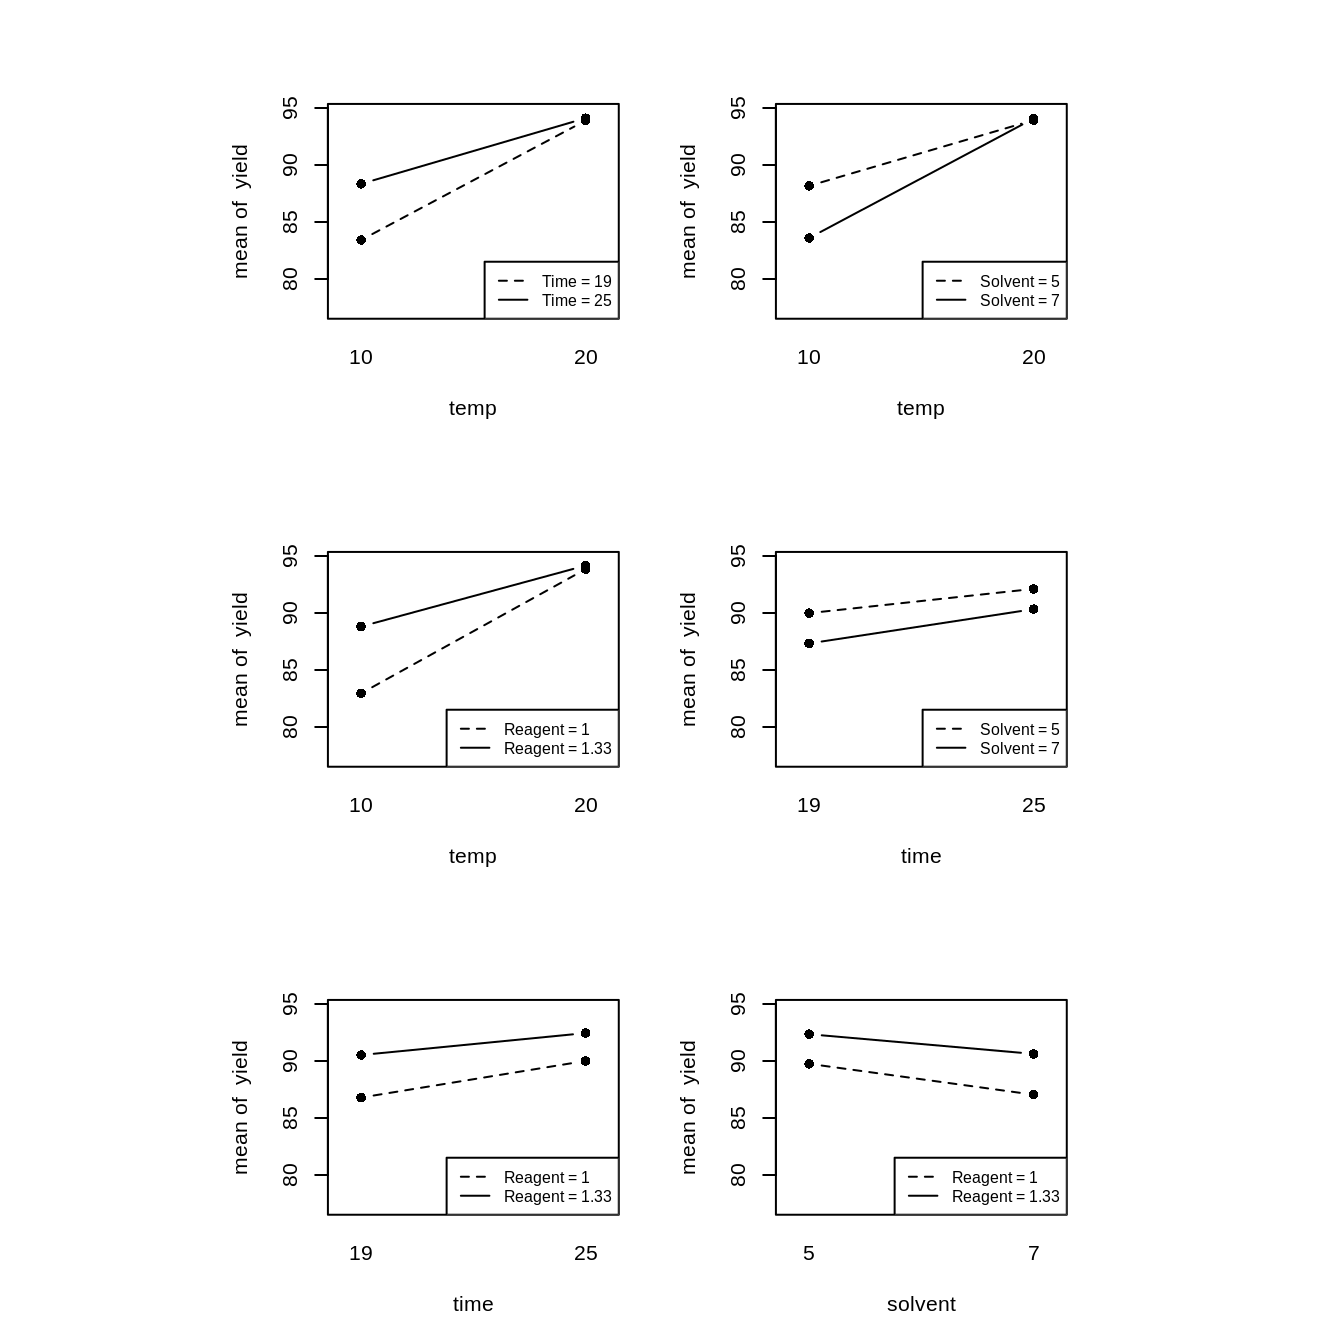 mean of  yield
95
90
85
80
Time = 19
Time = 25
10 20
temp
mean of  yield
95
90
85
80
Solvent = 5
Solvent = 7
10 20
temp
mean of  yield
95
90
85
80
Reagent = 1
Reagent = 1.33
10 20
temp
mean of  yield
95
90
85
80
Solvent = 5
Solvent = 7
19 25
time
mean of  yield
95
90
85
80
Reagent = 1
Reagent = 1.33
19 25
time
mean of  yield
95
90
85
80
Reagent = 1
Reagent = 1.33
5 7
solvent